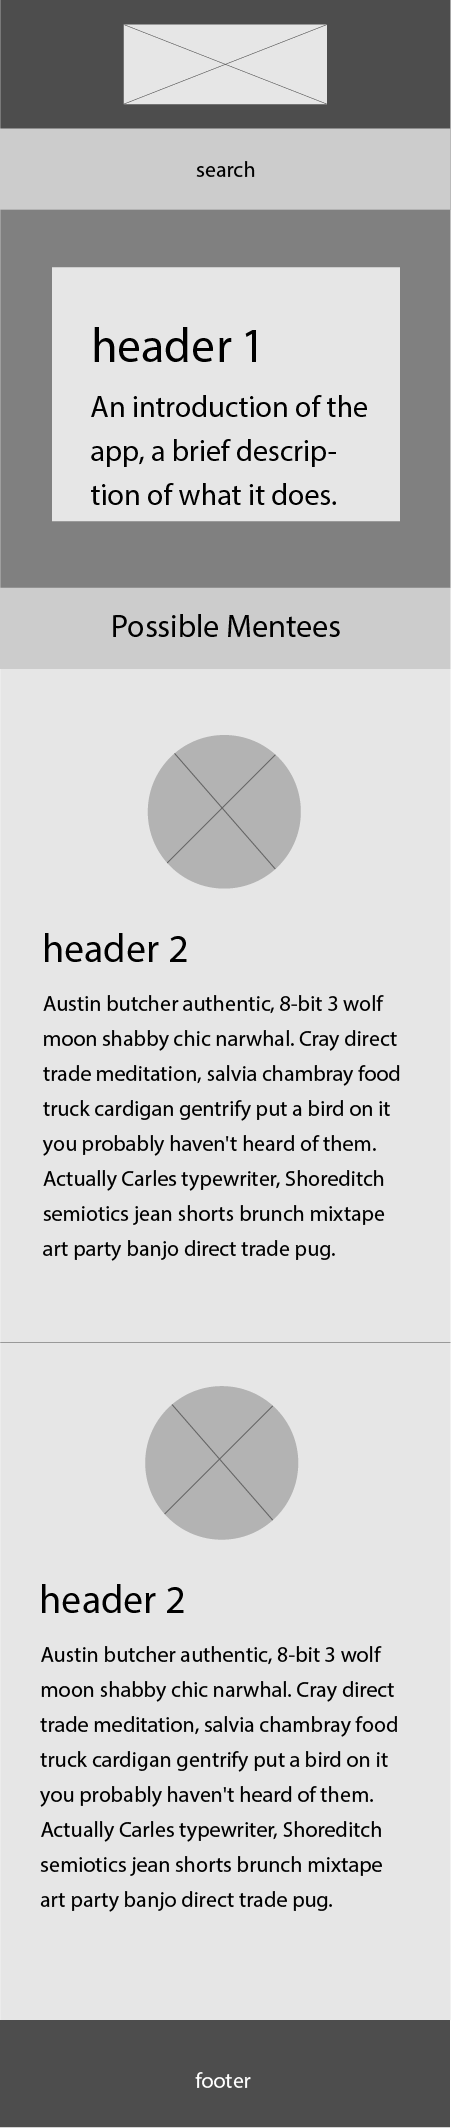 search
header 1
An introduction of the
app, a brief descrip-
tion of what it does.
Possible Mentees
header 2
Austin butcher authentic, 8-bit 3 wolf
moon shabby chic narwhal. Cray direct
trade meditation, salvia chambray food
truck cardigan gentrify put a bird on it
you probably haven't heard of them.
Actually Carles typewriter, Shoreditch
semiotics jean shorts brunch mixtape
art party banjo direct trade pug.
header 2
Austin butcher authentic, 8-bit 3 wolf
moon shabby chic narwhal. Cray direct
trade meditation, salvia chambray food
truck cardigan gentrify put a bird on it
you probably haven't heard of them.
Actually Carles typewriter, Shoreditch
semiotics jean shorts brunch mixtape
art party banjo direct trade pug.
footer